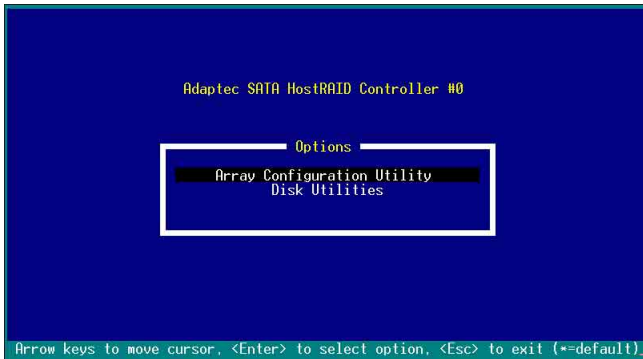 Adaptec SATA HostRAID Controller #0
Options
Array Configuration Utility
Disk Utilities
Arrow keys to move cursor, <Enter> to select option, <Esc> to exit (*=default)